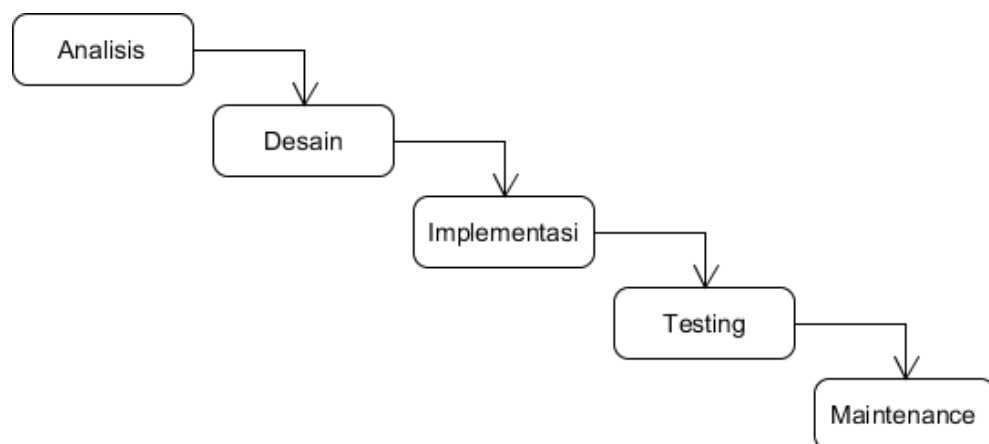 Analisis
Desain
Implementasi
Testing
Maintenance